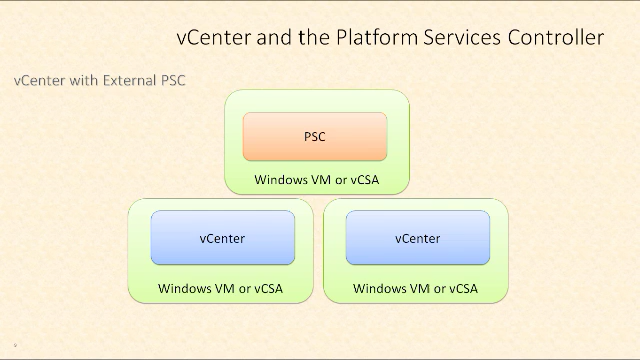 vCenter and the Platform Services Controller
vCenter with External PSC
PSC
Windows VM or vCSA
vCenter
vCenter
Windows VM or vCSA
Windows VM or vCSA